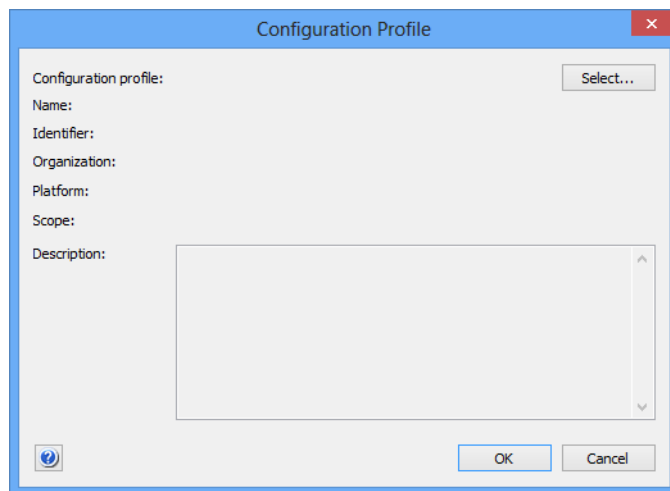 Configuration Profile
Configuration profile:
Select...
Name:
Identifier:
Organization:
Platform:
Scope:
Description:
OK
Cancel